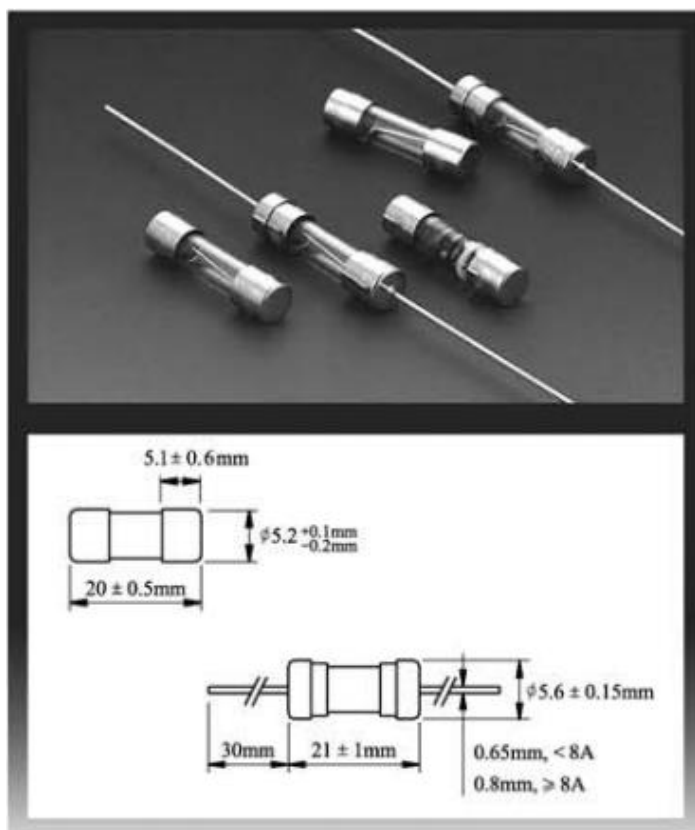 5.1 ± 0.6mm
ϕ5.2 +0.1mm
−0.2mm
20 ± 0.5mm
ϕ5.6 ± 0.15mm
30mm
21 ± 1mm
0.65mm, < 8A
0.8mm, ⩾ 8A